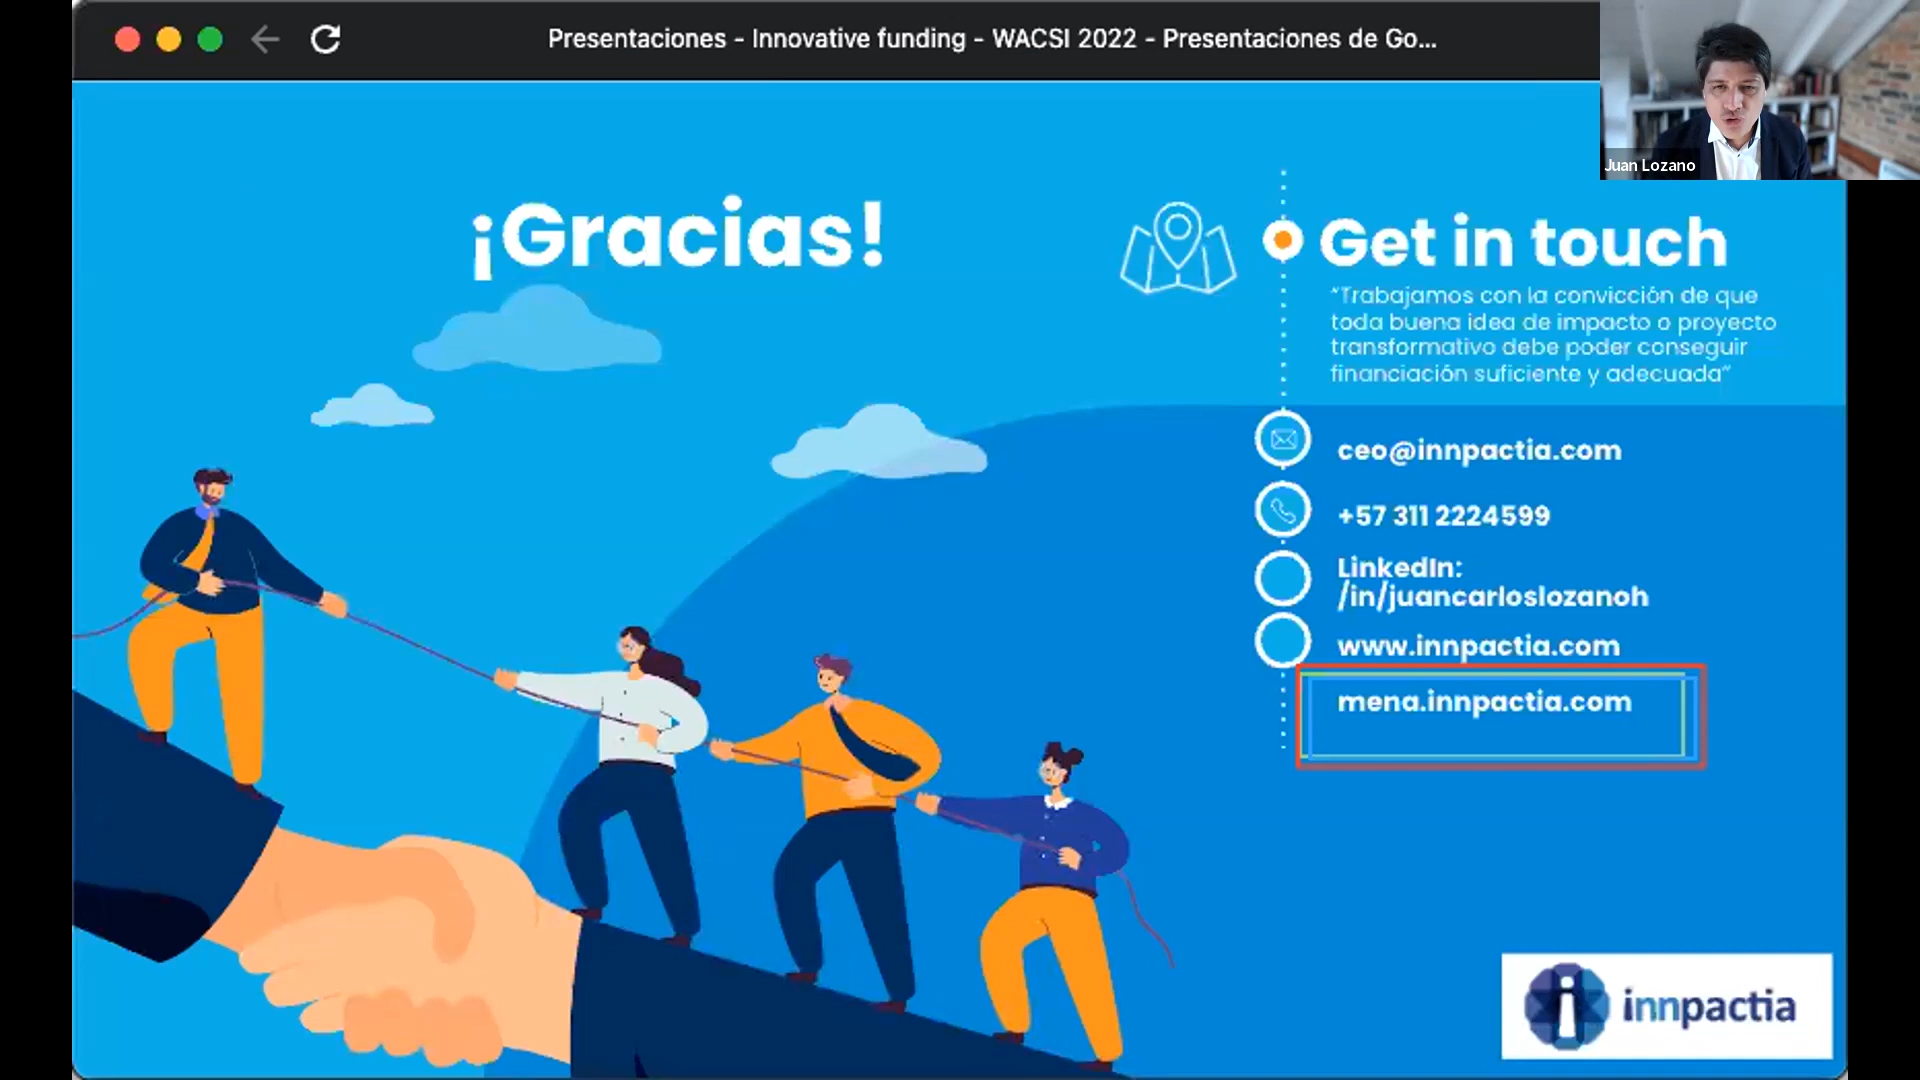 Presentaciones - Innovative funding - WACSI 2022 - Presentaciones de Go...
Juan Lozano
¡Gracias!
Get in touch
“Trabajamos con la convicción de que
toda buena idea de impacto o proyecto
transformativo debe poder conseguir
financiación suficiente y adecuada”
ceo@innpactia.com
+57 311 2224599
LinkedIn:
/in/juancarloslozanoh
www.innpactia.com
mena.innpactia.com
innpactia